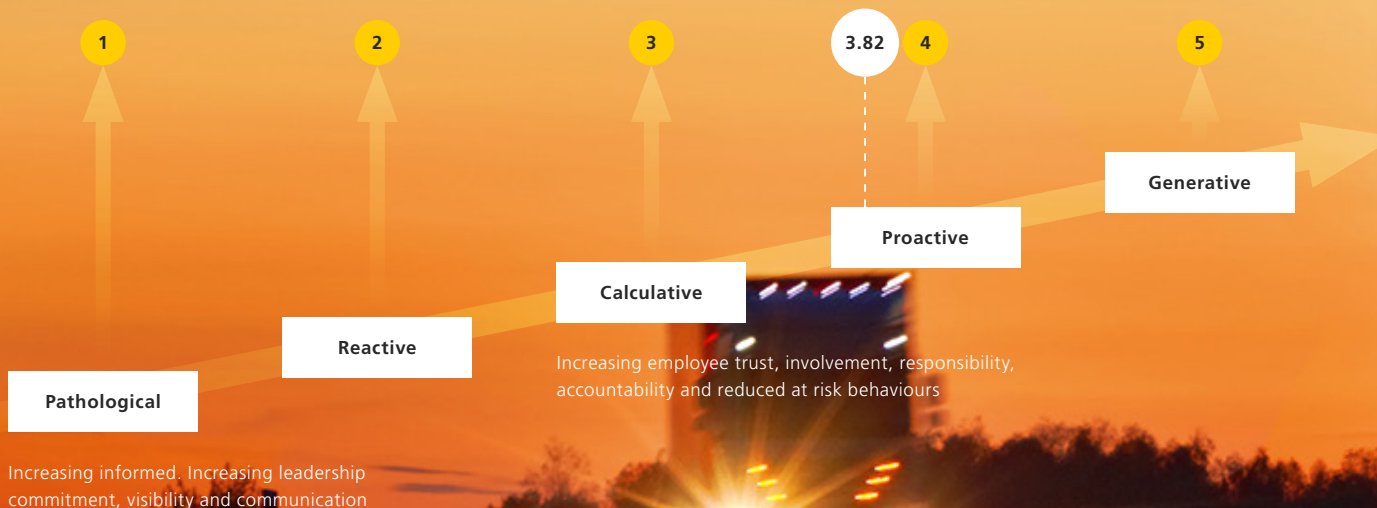 1
2
3
3.82
4
5
Generative
Proactive
Calculative
Reactive
Pathological
Increasing employee trust, involvement, responsibility,
accountability and reduced at risk behaviours
Increasing informed. Increasing leadership
commitment, visibility and communication